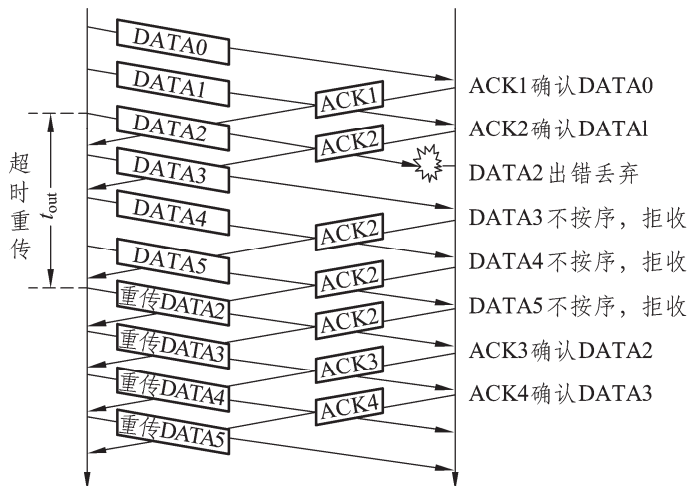 DATA0
DATA1
ACK1
ACK1确认DATA0
DATA2
ACK2
ACK2确认DATAl
DATA3
DATA2出错丢弃
超时重传
tout
DATA4
ACK2
DATA3不按序，拒收
DATA5
ACK2
DATA4不按序，拒收
重传DATA2
ACK2
DATA5不按序，拒收
重传DATA3
ACK3
ACK3确认DATA2
重传DATA4
ACK4
ACK4确认DATA3
重传DATA5